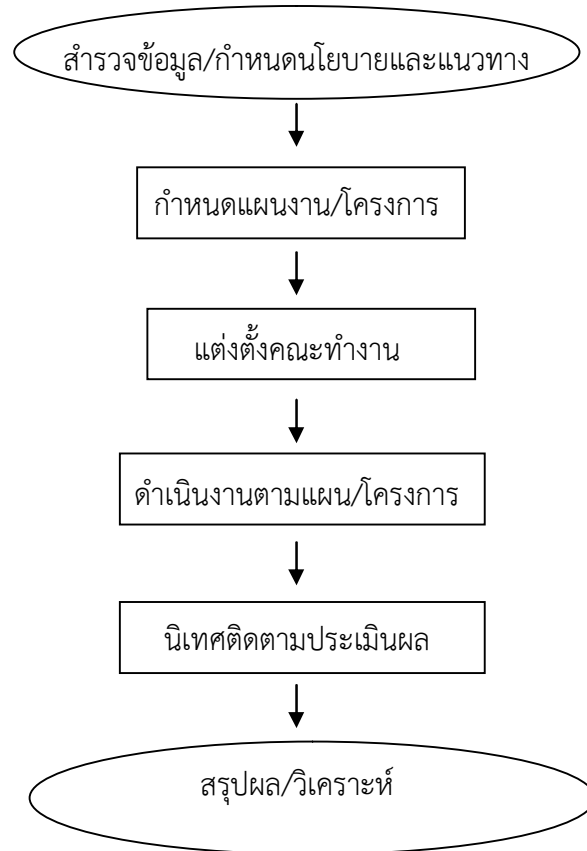 สำรวจข้อมูล/กำหนดนโยบายและแนวทาง
กำหนดแผนงาน/โครงการ
แต่งตั้งคณะทำงาน
ดำเนินงานตามแผน/โครงการ
นิเทศติดตามประเมินผล
สรุปผล/วิเคราะห์